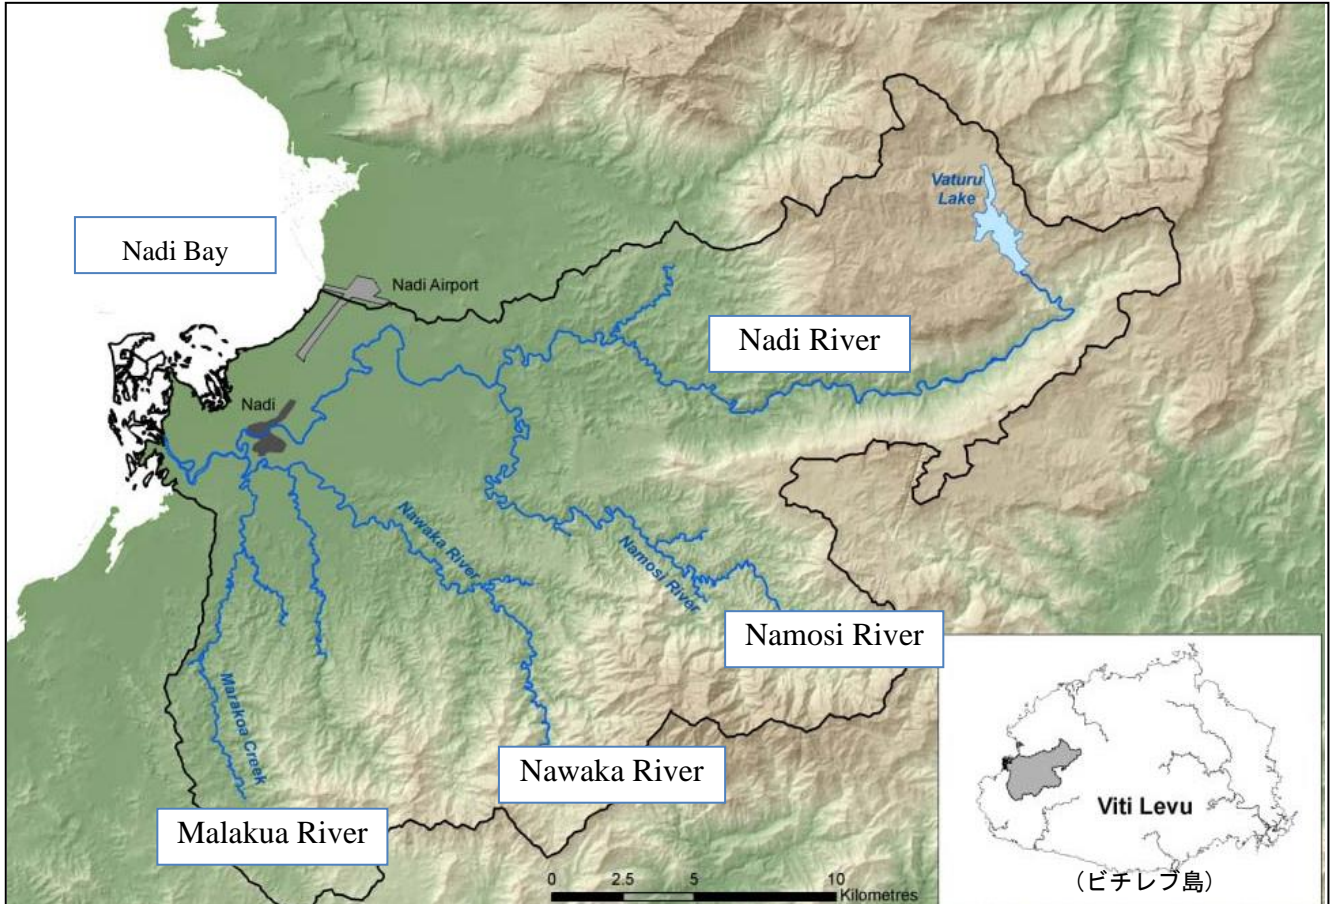 Vaturu
Lake
Nadi Bay
Nadi Airport
Nadi River
Nadi
Nawaka River
Namosi River
Namosi River
Marakoa Creek
Nawaka River
Malakua River
Viti Levu
(ビチレブ島)
0 2.5 5 10
Kilometres